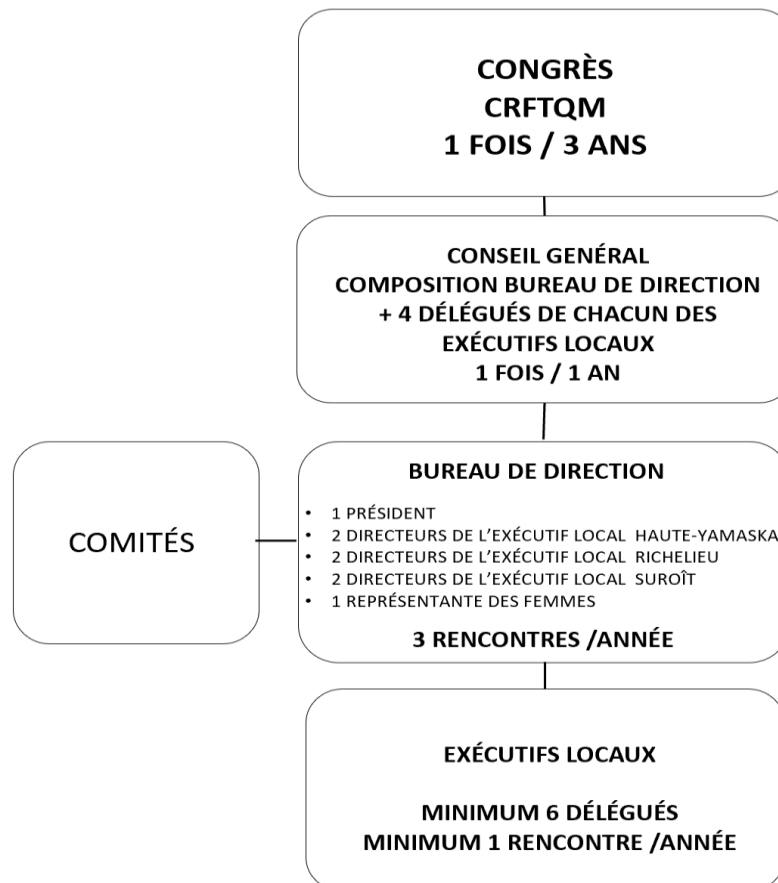 CONGRÈS
CRFTQM
1 FOIS / 3 ANS
CONSEIL GÉNÉRAL
COMPOSITION BUREAU DE DIRECTION
+ 4 DÉLÉGUÉS DE CHACUN DES
EXÉCUTIFS LOCAUX
1 FOIS / 1 AN
COMITÉS
BUREAU DE DIRECTION
• 1 PRÉSIDENT
• 2 DIRECTEURS DE L’EXÉCUTIF LOCAL HAUTE-YAMASKA
• 2 DIRECTEURS DE L’EXÉCUTIF LOCAL RICHELIEU
• 2 DIRECTEURS DE L’EXÉCUTIF LOCAL SUROÎT
• 1 REPRÉSENTANTE DES FEMMES
3 RENCONTRES /ANNÉE
EXÉCUTIFS LOCAUX
MINIMUM 6 DÉLÉGUÉS
MINIMUM 1 RENCONTRE /ANNÉE